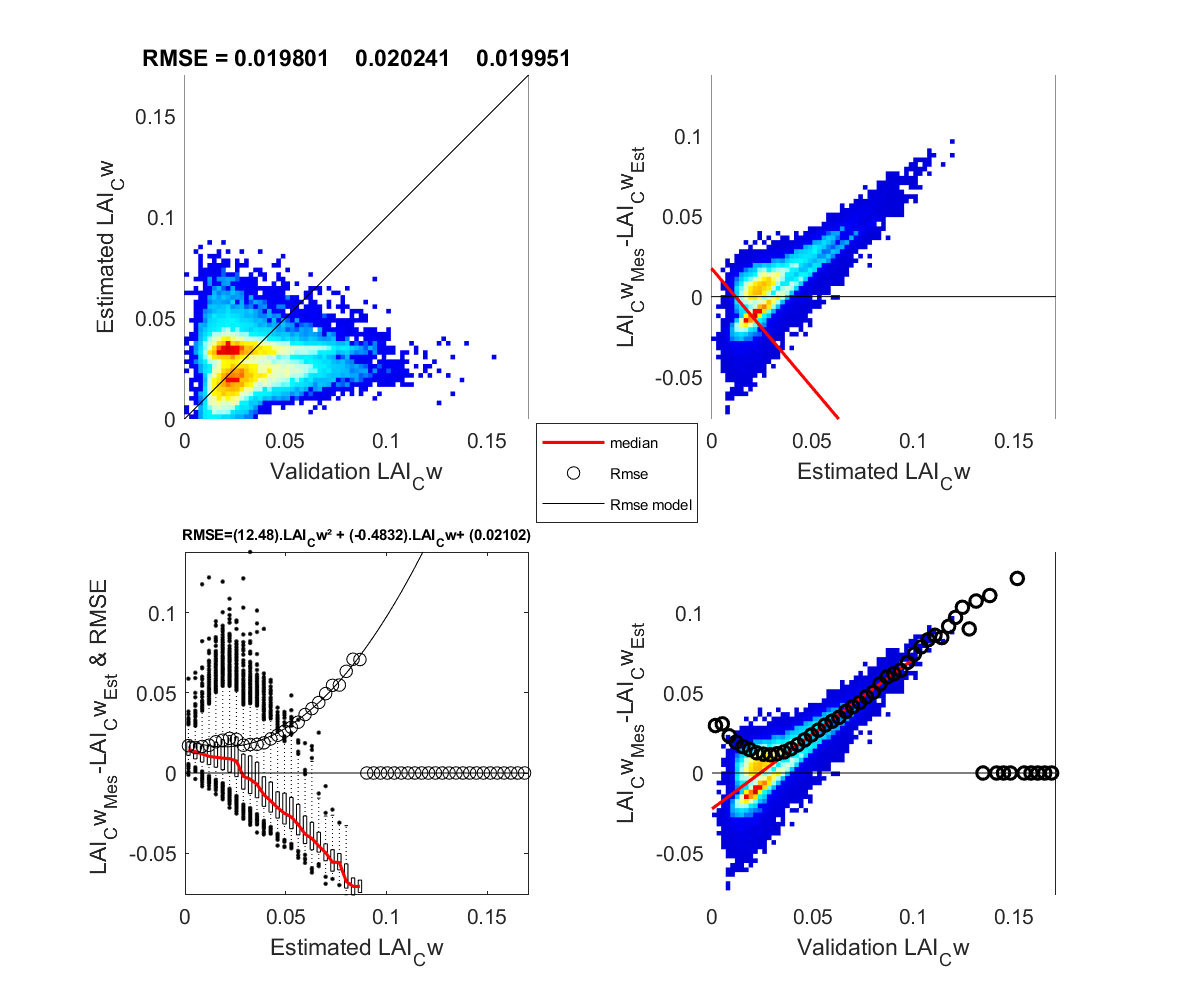 RMSE = 0.019801 0.020241 0.019951
Estimated LAI_Cw
0.15
0.1
0.05
0
0 0.05 0.1 0.15
Validation LAI_Cw
LAI_Cw_Mes-LAI_Cw_Est
0.1
0.05
0
-0.05
0 0.05 0.1 0.15
Estimated LAI_Cw
median
Rmse
Rmse model
RMSE=(12.48).LAI_Cw² + (-0.4832).LAI_Cw+ (0.02102)
LAI_Cw_Mes-LAI_Cw_Est & RMSE
0.1
0.05
0
-0.05
0 0.05 0.1 0.15
Estimated LAI_Cw
LAI_Cw_Mes-LAI_Cw_Est
0.1
0.05
0
-0.05
0 0.05 0.1 0.15
Validation LAI_Cw